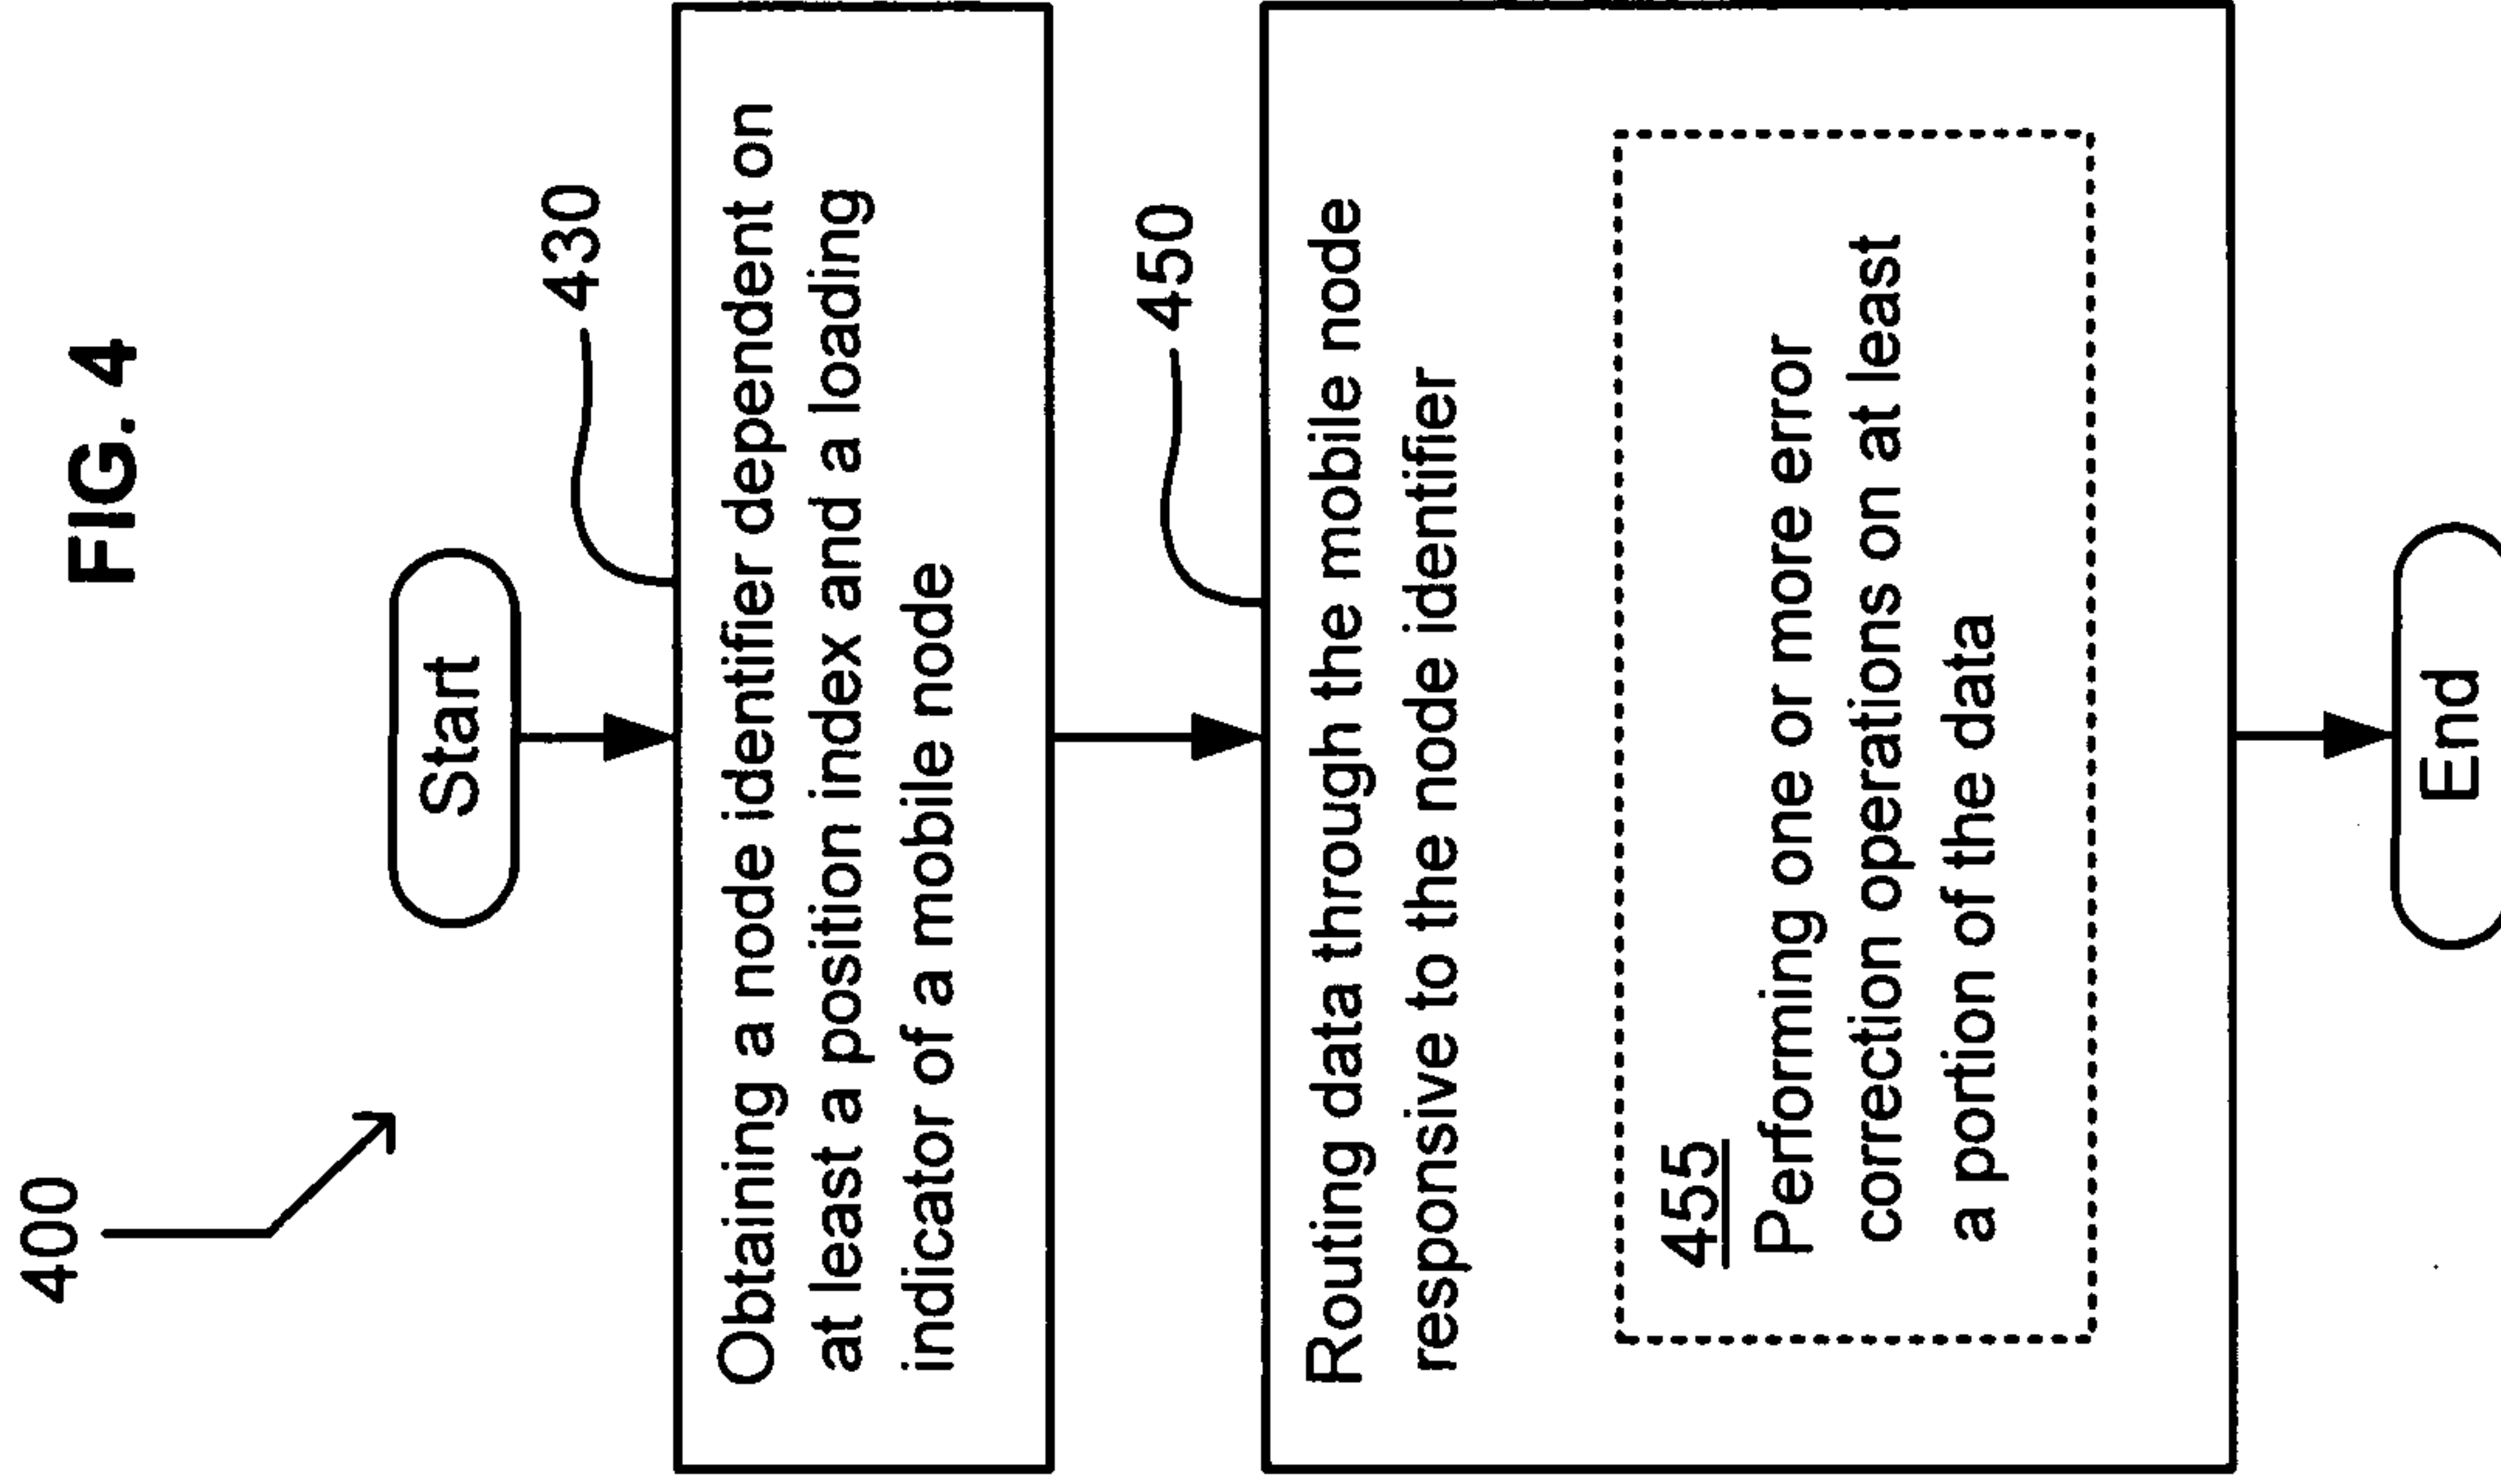 FIG. 4
400
Start
430
Obtaining a node identifier dependent on
at least a position index and a loading
indicator of a mobile node
450
Routing data through the mobile node
responsive to the node identifier
455
Performing one or more error
correction operations on at least
a portion of the data
End